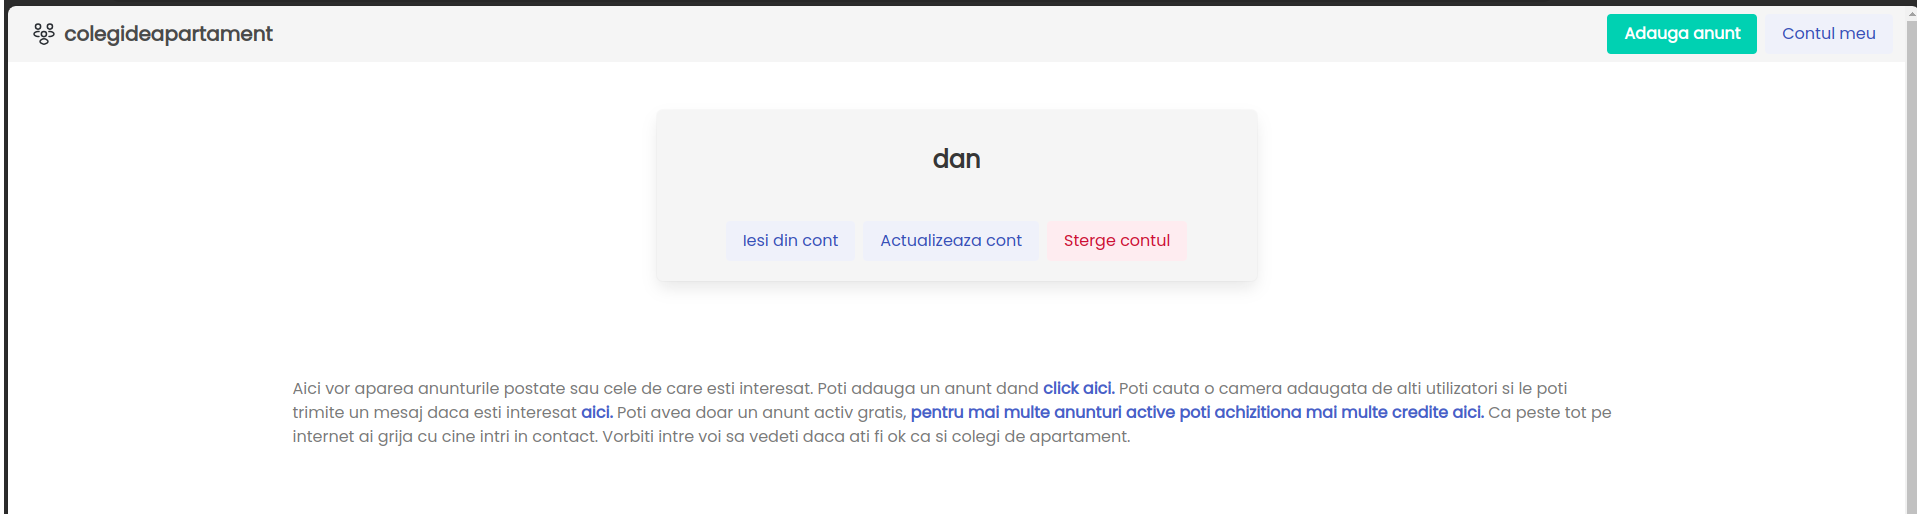 colegideapartament
Adauga anunt
Contul meu
dan
Iesi din cont
Actualizeaza cont
Sterge contul
Aici vor aparea anunturile postate sau cele de care esti interesat. Poti adauga un anunt dand click aici. Poti cauta o camera adaugata de alti utilizatori si le poti
trimite un mesaj daca esti interesat aici. Poti avea doar un anunt activ gratis, pentru mai multe anunturi active poti achizitiona mai multe credite aici. Ca peste tot pe
internet ai grija cu cine intri in contact. Vorbiti intre voi sa vedeti daca ati fi ok ca si colegi de apartament.